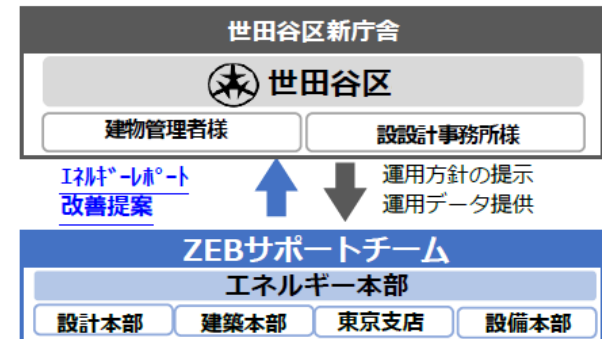 世田谷区新庁舎
世田谷区
建物管理者様
設設計事務所様
ｴﾈﾙｷﾞｰﾚﾎﾟｰﾄ
改善提案
運用方針の提示
運用データ提供
ZEBサポートチーム
エネルギー本部
設計本部 建築本部 東京支店 設備本部